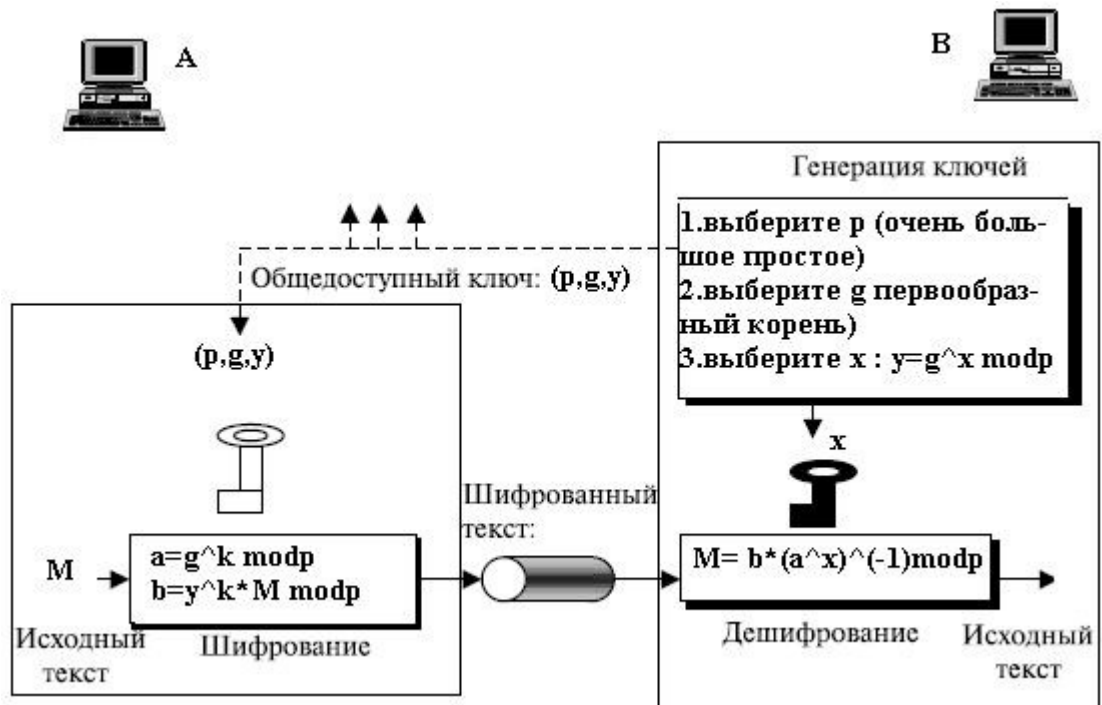 A
B
Генерация ключей
1.выберите p (очень боль-
шое простое)
2.выберите g первообраз-
ный корень)
3.выберите x : y=g^x modp
Общедоступный ключ: (p,g,y)
(p,g,y)
x
Шифрованный
текст:
M
a=g^k modp
b=y^k*M modp
M= b*(a^x)^(-1)modp
Исходный
текст
Шифрование
Дешифрование
Исходный
текст